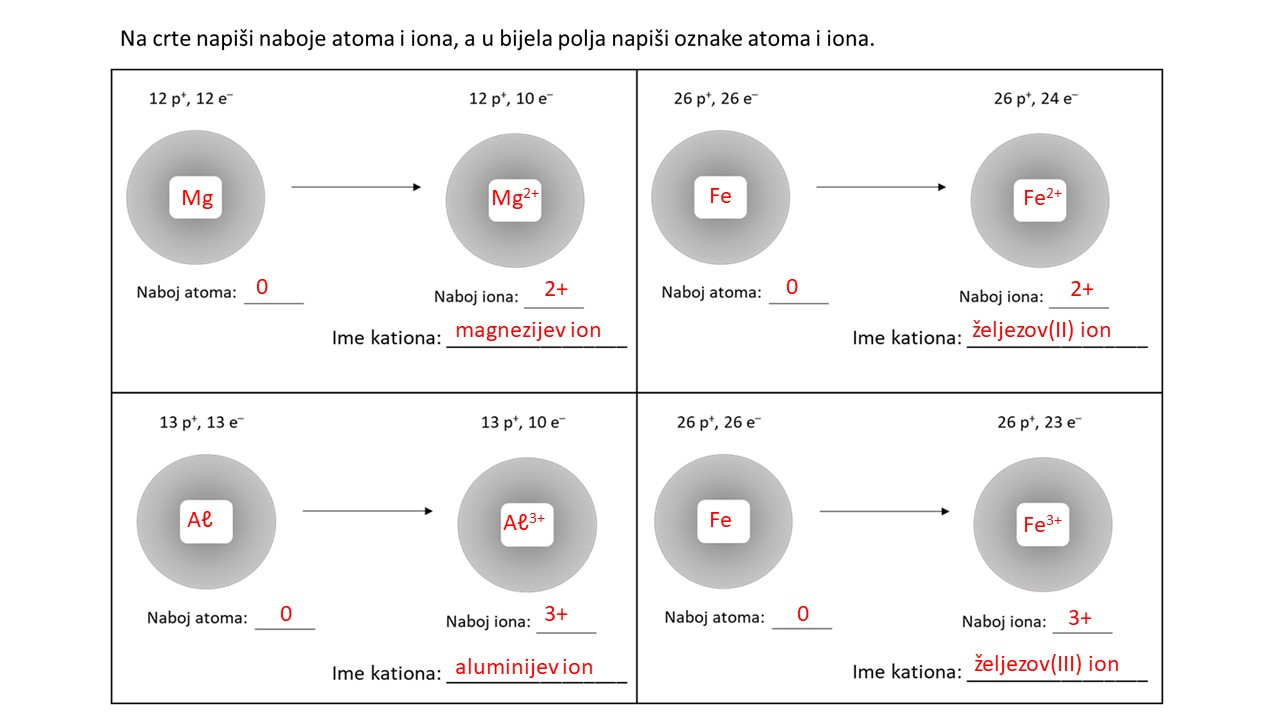 Na crte napiši naboje atoma i iona, a u bijela polja napiši oznake atoma i iona.
12 p⁺, 12 e⁻
12 p⁺, 10 e⁻
Mg
Mg²⁺
Naboj atoma: 0
Naboj iona: 2+
Ime kationa: magnezijev ion
26 p⁺, 26 e⁻
26 p⁺, 24 e⁻
Fe
Fe²⁺
Naboj atoma: 0
Naboj iona: 2+
Ime kationa: željezov(II) ion
13 p⁺, 13 e⁻
13 p⁺, 10 e⁻
Aℓ
Aℓ³⁺
Naboj atoma: 0
Naboj iona: 3+
Ime kationa: aluminijev ion
26 p⁺, 26 e⁻
26 p⁺, 23 e⁻
Fe
Fe³⁺
Naboj atoma: 0
Naboj iona: 3+
Ime kationa: željezov(III) ion